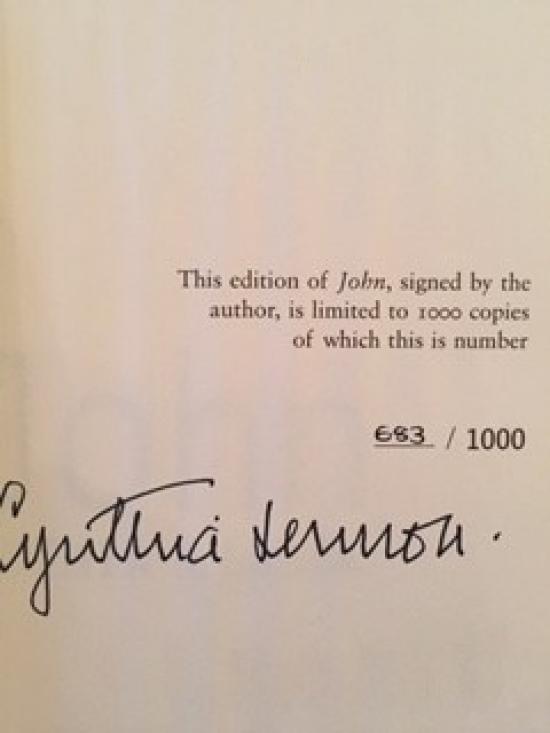 This edition of John, signed by the
author, is limited to 1000 copies
of which this is number
683 / 1000
Cynthia Lennon.